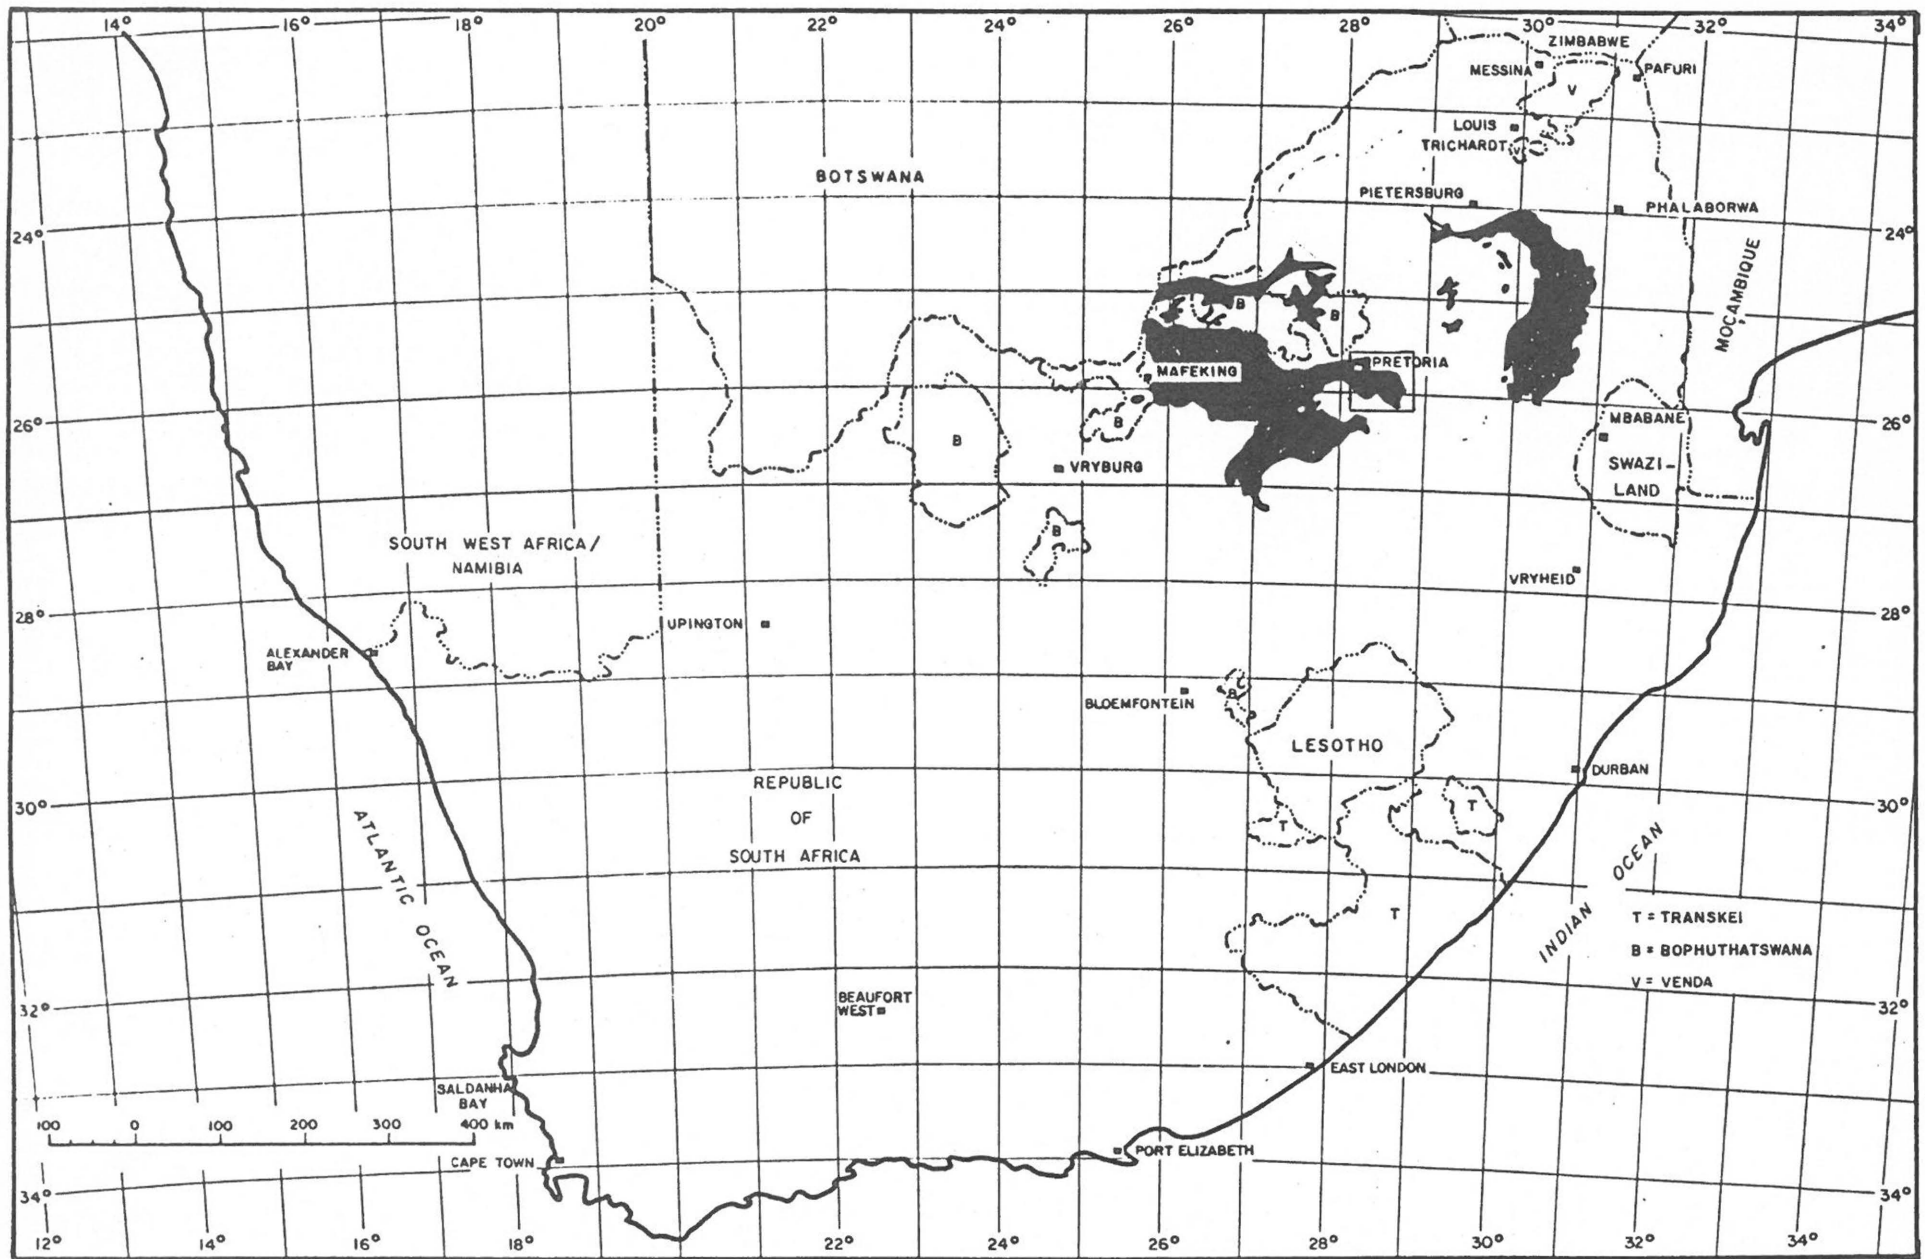 14° 16° 18° 20° 22° 24° 26° 28° 30° 32° 34°
ZIMBABWE
MESSINA
PAFURI
V
LOUIS
TRICHARDT
V
BOTSWANA
PIETERSBURG
PHALABORWA
24°
24°
MOÇAMBIQUE
B
B
PRETORIA
MAFEKING
MBABANE
26°
26°
B
B
VRYBURG
SWAZI-
LAND
B
SOUTH WEST AFRICA/
NAMIBIA
VRYHEID
28°
28°
UPINGTON
ALEXANDER
BAY
B
BLOEMFONTEIN
LESOTHO
DURBAN
REPUBLIC
OF
SOUTH AFRICA
30°
30°
T
T
ATLANTIC OCEAN
INDIAN OCEAN
T
T = TRANSKEI
B = BOPHUTHATSWANA
V = VENDA
BEAUFORT
WEST
32°
32°
EAST LONDON
SALDANHA
BAY
100 0 100 200 300 400 km
CAPE TOWN
PORT ELIZABETH
34°
34°
12° 14° 16° 18° 20° 22° 24° 26° 28° 30° 32° 34°